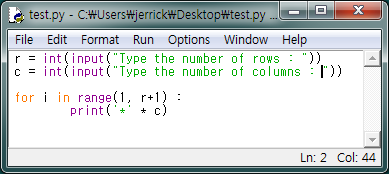 test.py - C:₩Users₩jerrick₩Desktop₩test.py ...
File Edit Format Run Options Window Help
r = int(input("Type the number of rows : "))
c = int(input("Type the number of columns : "))
for i in range(1, r+1) :
print('*' * c)
Ln: 2 Col: 44